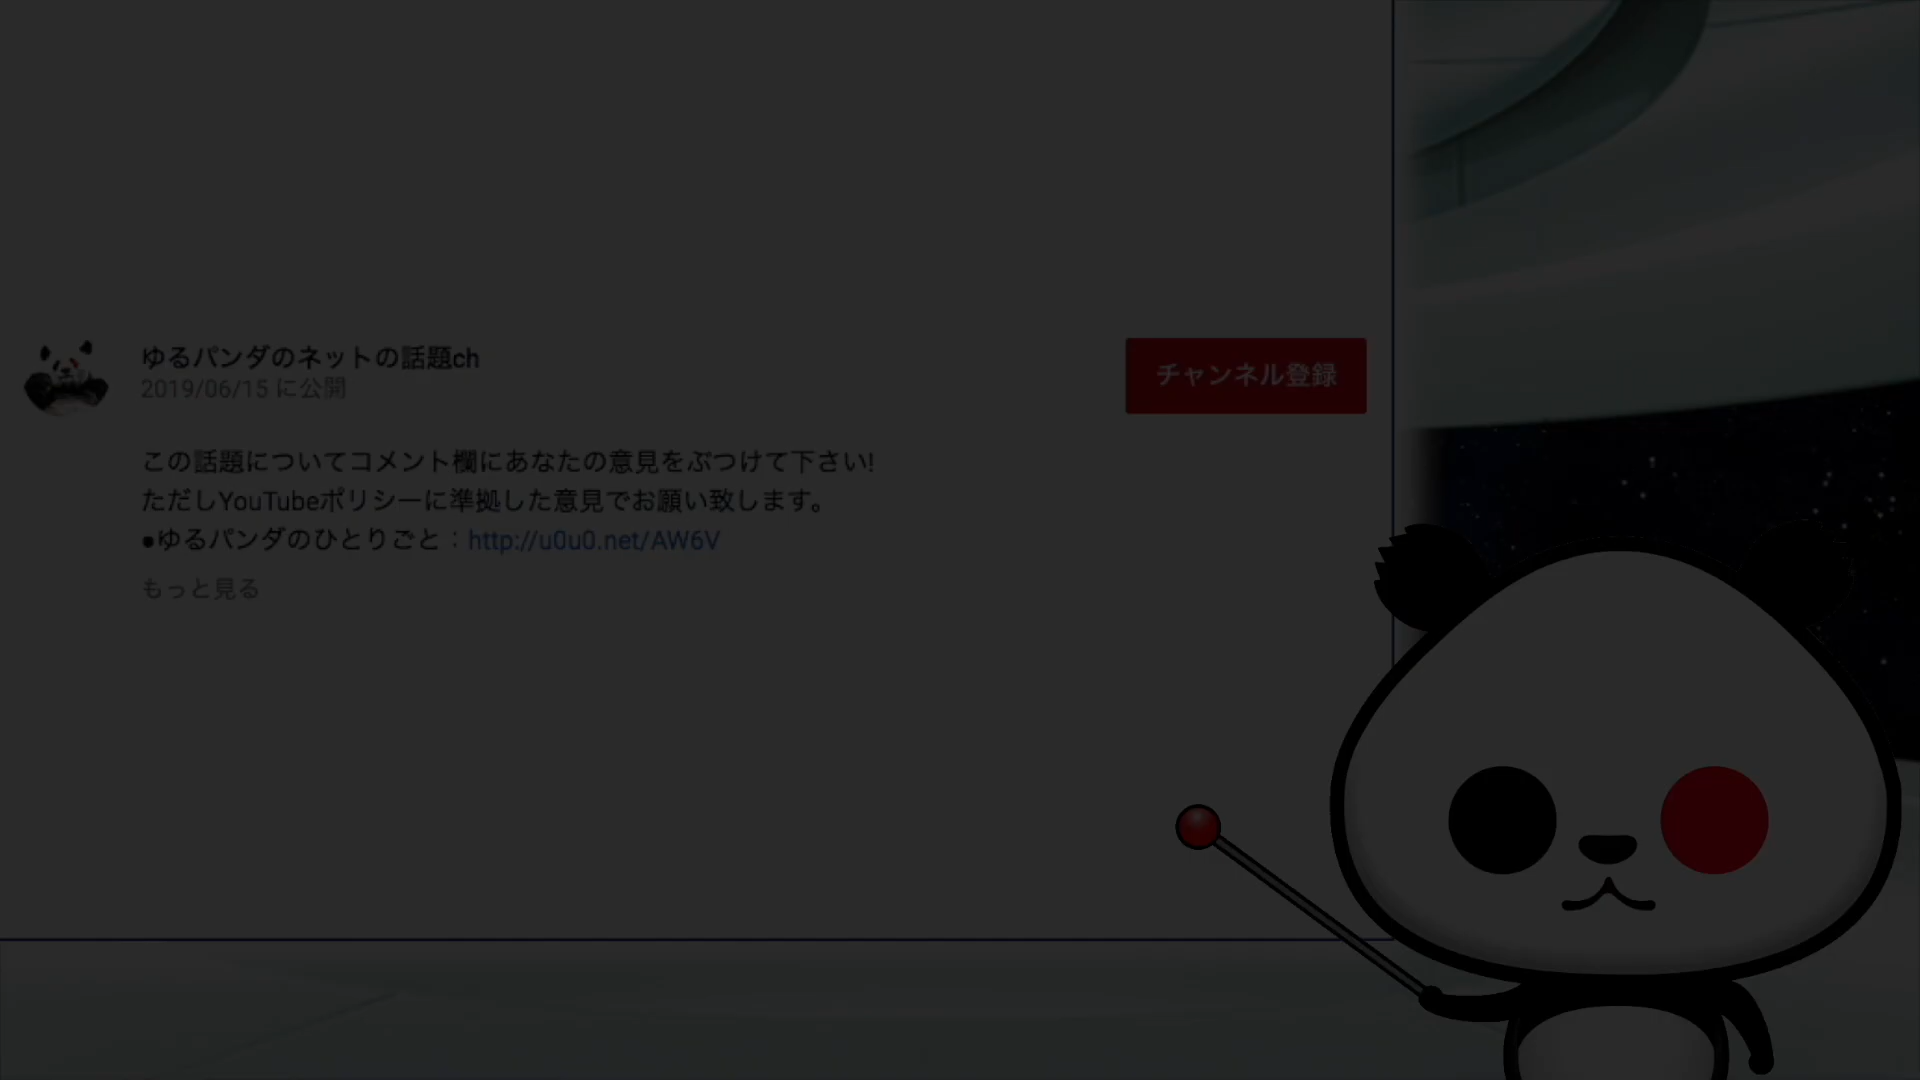 ゆるパンダのネットの話題ch
2019/06/15 に公開
チャンネル登録
この話題についてコメント欄にあなたの意見をぶつけて下さい!
ただしYouTubeポリシーに準拠した意見でお願い致します。
●ゆるパンダのひとりごと：http://u0u0.net/AW6V
もっと見る